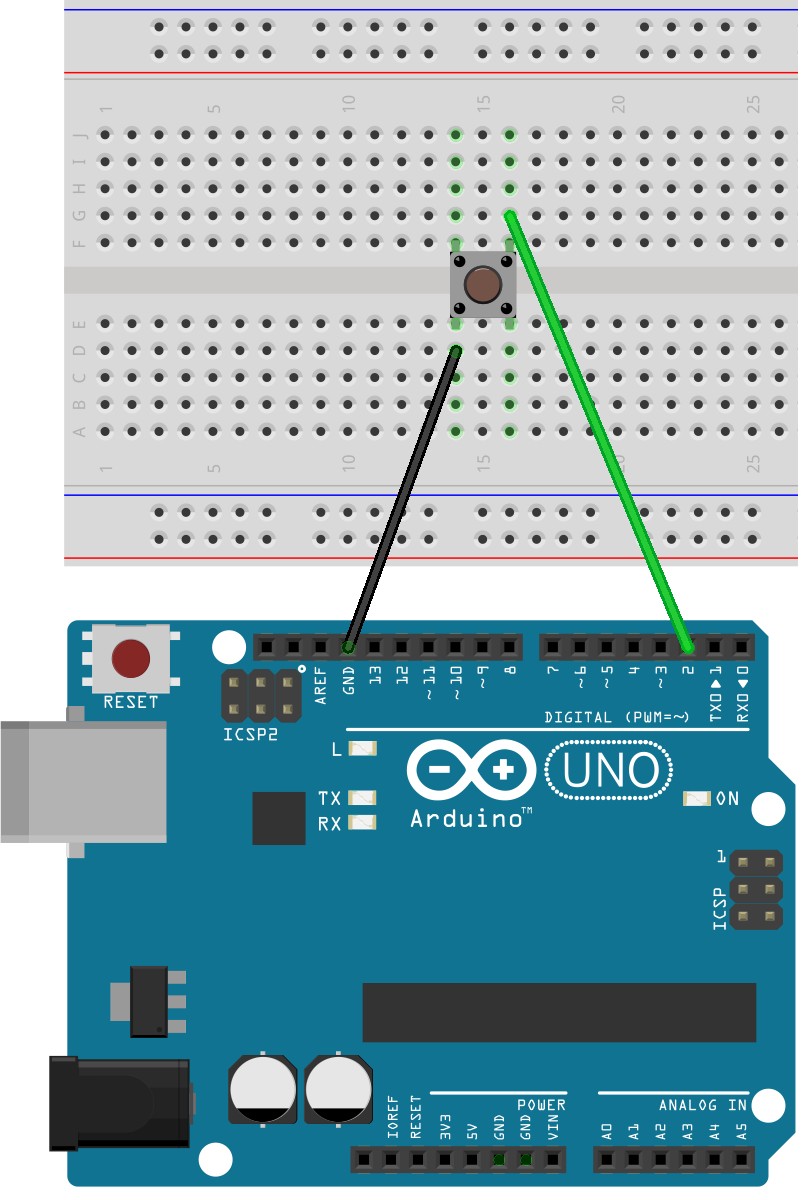 1 5 10 15 20 25
J
I
H
G
F
E
D
C
B
A
1 5 10 15 20 25
RESET
ICSP2
AREF
GND
13
12
~11
~10
~9
8
7
~6
~5
4
~3
2
TX0▶1
RX0◀0
DIGITAL (PWM=~)
L
TX
RX
Arduino™
UNO
ON
1
ICSP
IOREF
RESET
3V3
5V
GND
GND
VIN
POWER
ANALOG IN
A0
A1
A2
A3
A4
A5